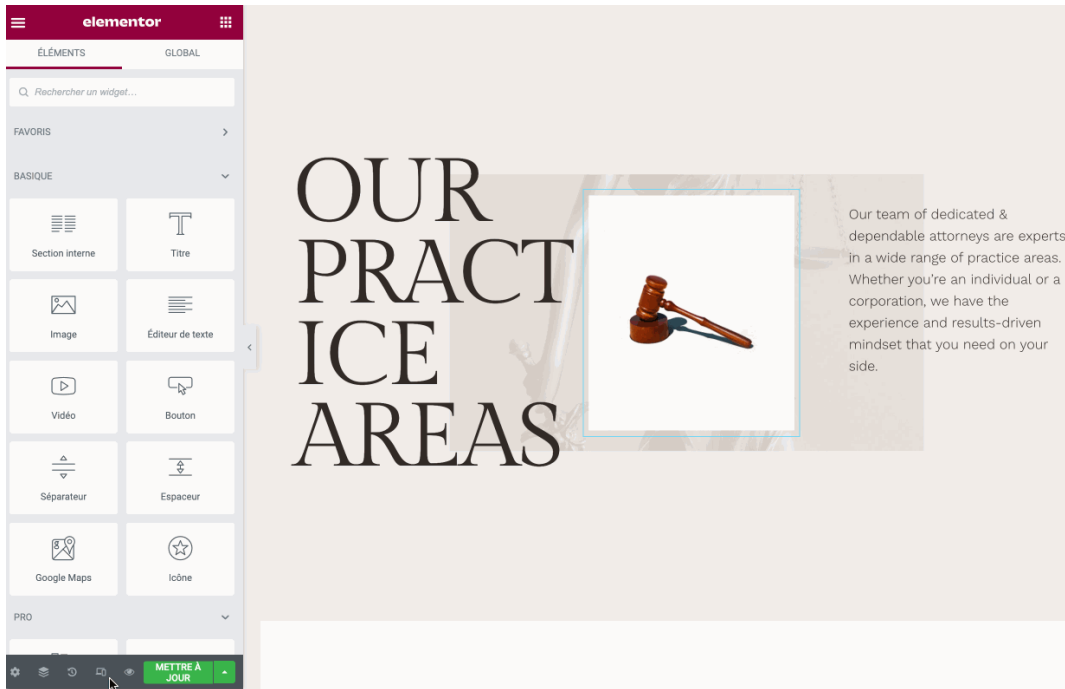 elementor
ÉLÉMENTS
GLOBAL
Rechercher un widget...
FAVORIS
BASIQUE
Section interne
Titre
Image
Éditeur de texte
Vidéo
Bouton
Séparateur
Espaceur
Google Maps
Icône
PRO
METTRE À
JOUR
OUR
PRACT
ICE
AREAS
Our team of dedicated &
dependable attorneys are experts
in a wide range of practice areas.
Whether you're an individual or a
corporation, we have the
experience and results-driven
mindset that you need on your
side.